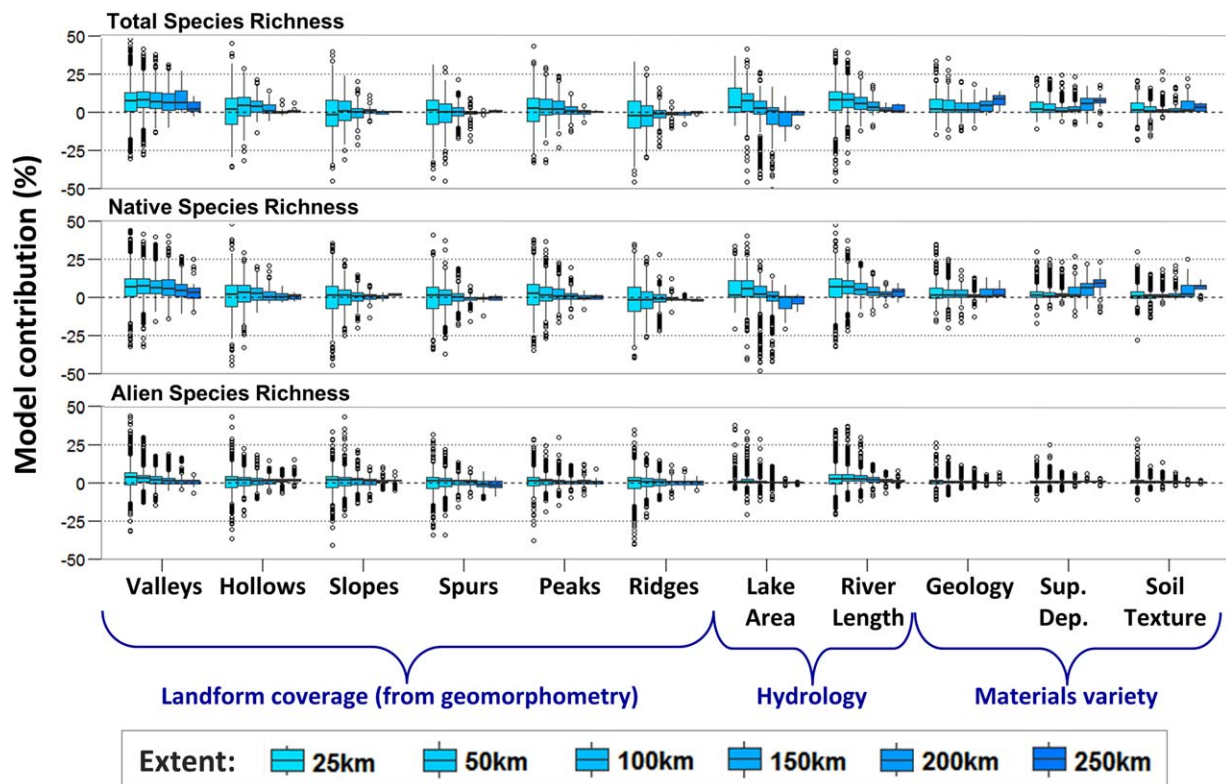 Total Species Richness
50
25
0
-25
-50
Native Species Richness
50
25
0
-25
-50
Alien Species Richness
50
25
0
-25
-50
Model contribution (%)
Valleys Hollows Slopes Spurs Peaks Ridges Lake Area River Length Geology Sup. Dep. Soil Texture
Landform coverage (from geomorphometry) Hydrology Materials variety
Extent: 25km 50km 100km 150km 200km 250km